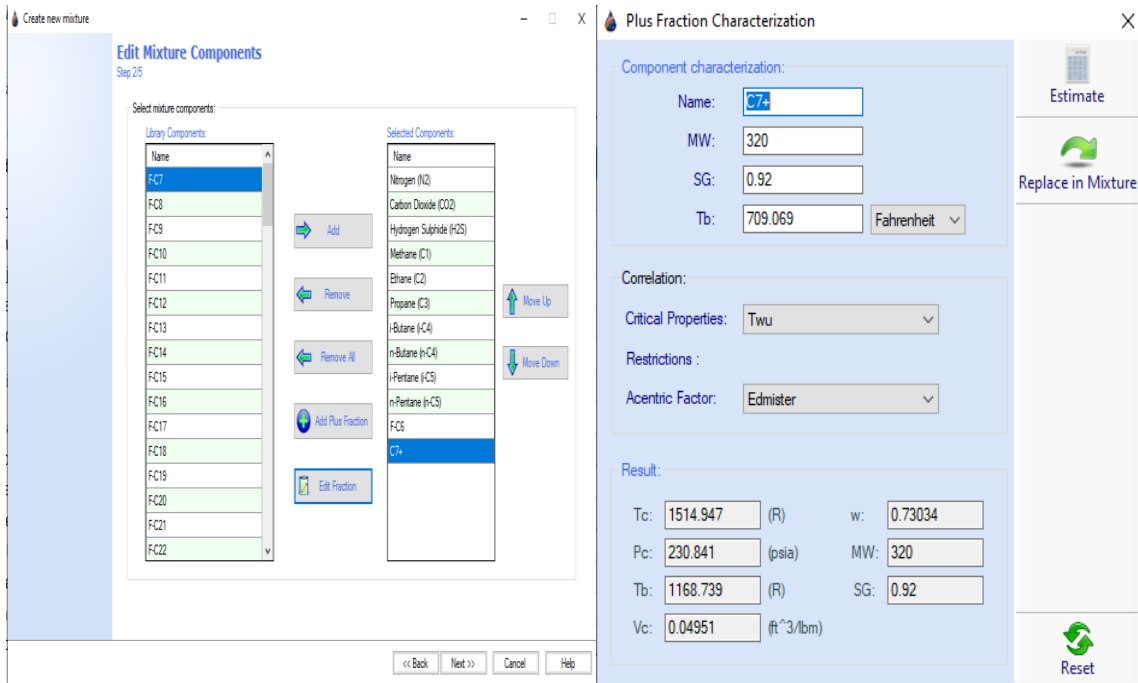 Create new mixture
Edit Mixture Components
Step 2/5
Select mixture components:
Library Components:
Name
F-C7
F-C8
F-C9
F-C10
F-C11
F-C12
F-C13
F-C14
F-C15
F-C16
F-C17
F-C18
F-C19
F-C20
F-C21
F-C22
Add
Remove
Remove All
Add Plus Fraction
Edit Fraction
Selected Components:
Name
Nitrogen (N2)
Carbon Dioxide (CO2)
Hydrogen Sulphide (H2S)
Methane (C1)
Ethane (C2)
Propane (C3)
i-Butane (i-C4)
n-Butane (n-C4)
i-Pentane (i-C5)
n-Pentane (n-C5)
F-C6
C7+
Move Up
Move Down
<< Back Next >> Cancel Help
Plus Fraction Characterization
Component characterization:
Name: C7+
MW: 320
SG: 0.92
Tb: 709.069 Fahrenheit
Correlation:
Critical Properties: Twu
Restrictions :
Acentric Factor: Edmister
Result:
Tc: 1514.947 (R) w: 0.73034
Pc: 230.841 (psia) MW: 320
Tb: 1168.739 (R) SG: 0.92
Vc: 0.04951 (ft^3/lbm)
Estimate
Replace in Mixture
Reset